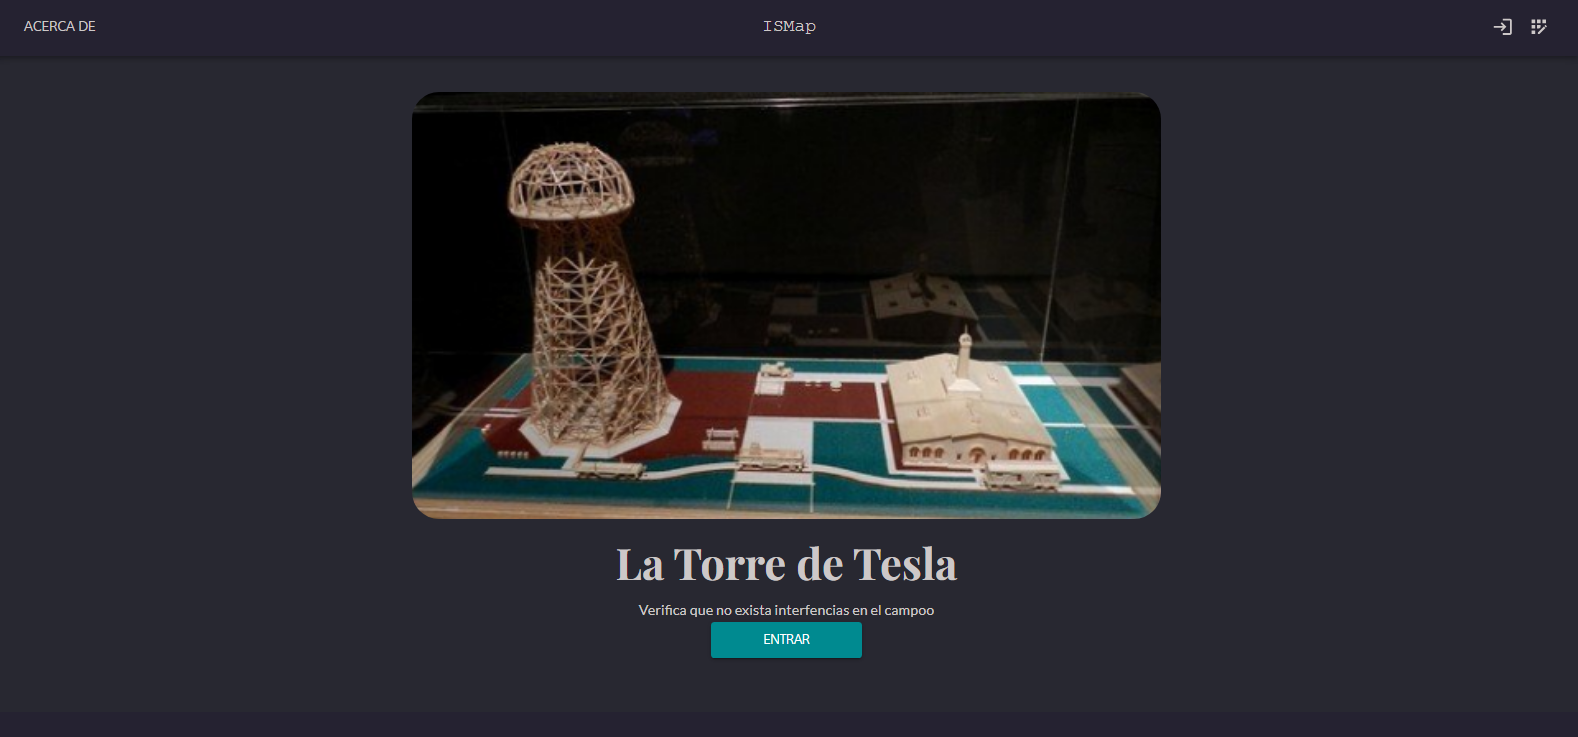 ACERCA DE
ISMap
La Torre de Tesla
Verifica que no exista interfencias en el campoo
ENTRAR